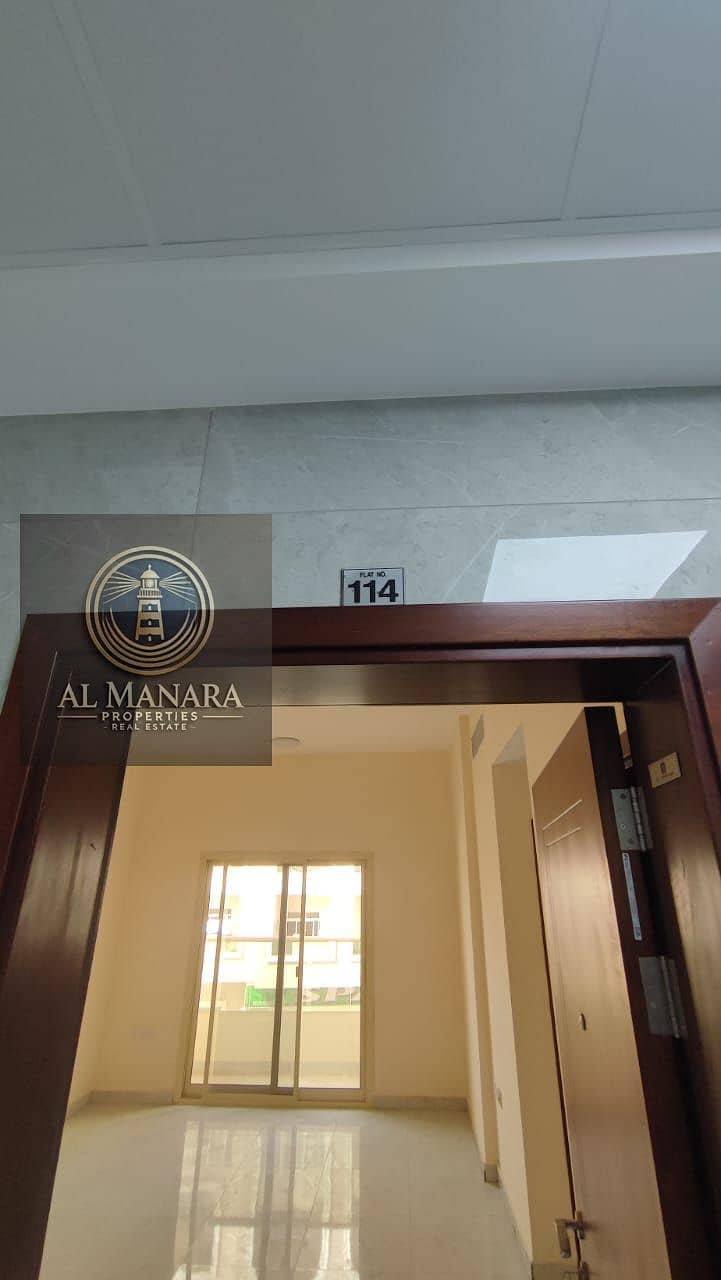 FLAT NO.
114
AL MANARA
PROPERTIES
- REAL ESTATE -